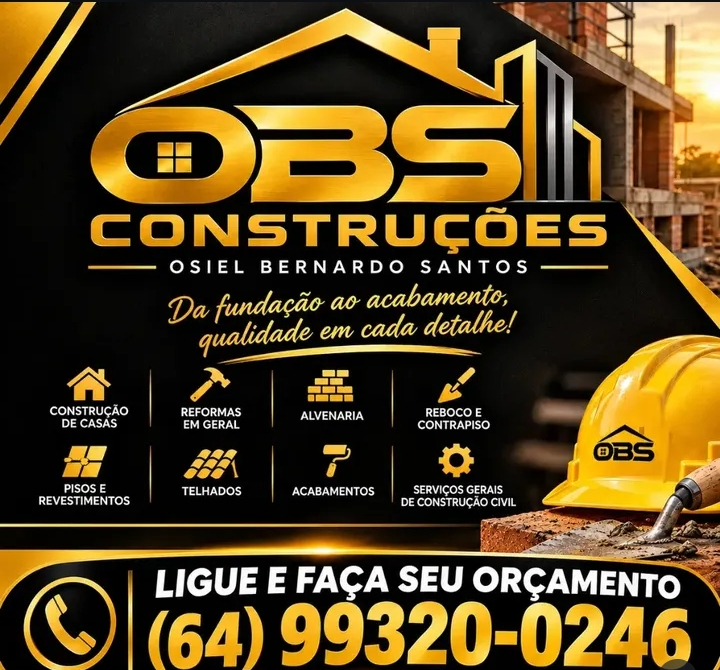 OBS
CONSTRUÇÕES
OSIEL BERNARDO SANTOS
Da fundação ao acabamento,
qualidade em cada detalhe!
CONSTRUÇÃO
DE CASAS
REFORMAS
EM GERAL
ALVENARIA
REBOCO E
CONTRAPISO
PISOS E
REVESTIMENTOS
TELHADOS
ACABAMENTOS
SERVIÇOS GERAIS
DE CONSTRUÇÃO CIVIL
OBS
LIGUE E FAÇA SEU ORÇAMENTO
(64) 99320-0246